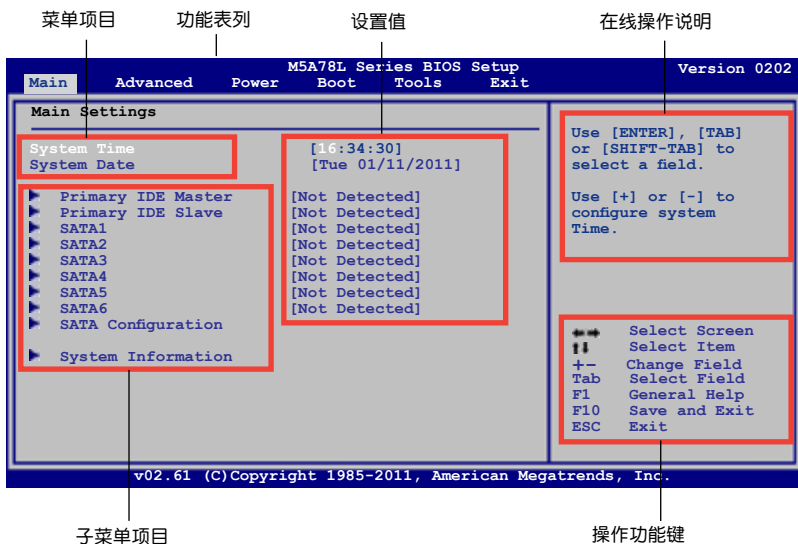 菜单项目 功能表列 设置值 在线操作说明
M5A78L Series BIOS Setup Version 0202
Main Advanced Power Boot Tools Exit
Main Settings
System Time [16:34:30]
System Date [Tue 01/11/2011]
Primary IDE Master [Not Detected]
Primary IDE Slave [Not Detected]
SATA1 [Not Detected]
SATA2 [Not Detected]
SATA3 [Not Detected]
SATA4 [Not Detected]
SATA5 [Not Detected]
SATA6 [Not Detected]
SATA Configuration
System Information
Use [ENTER], [TAB]
or [SHIFT-TAB] to
select a field.
Use [+] or [-] to
configure system
Time.
Select Screen
Select Item
+- Change Field
Tab Select Field
F1 General Help
F10 Save and Exit
ESC Exit
v02.61 (C)Copyright 1985-2011, American Megatrends, Inc.
子菜单项目 操作功能键